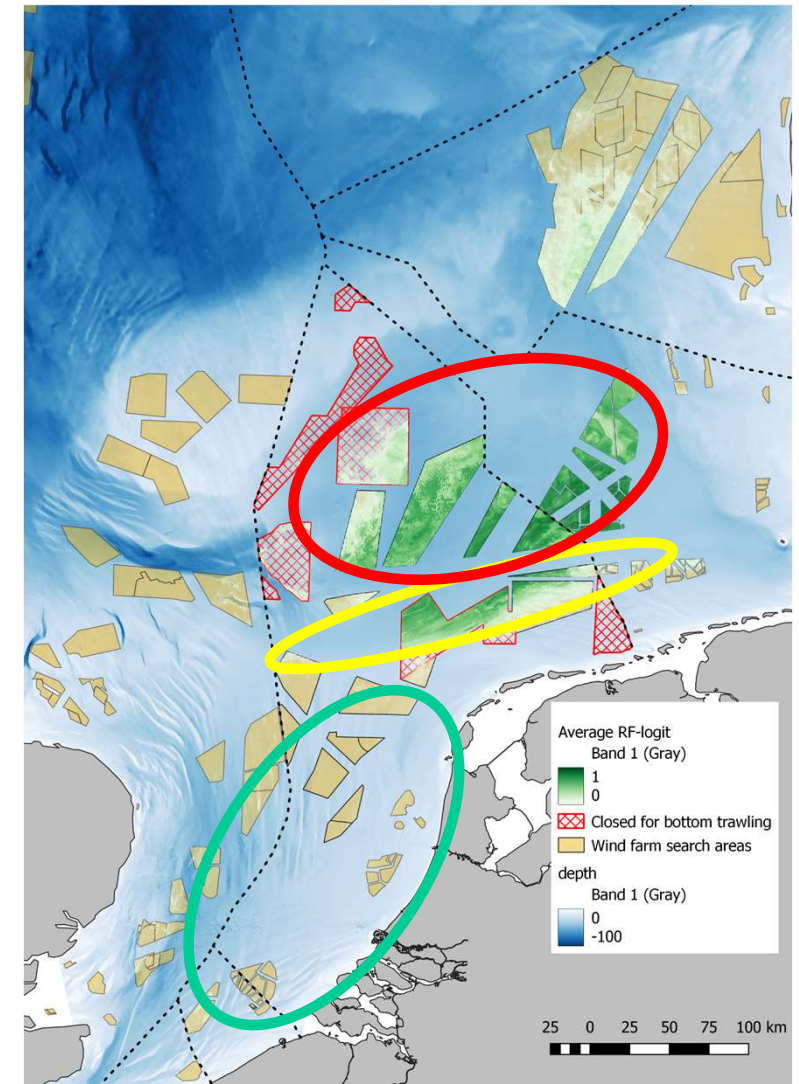 Average RF-logit
Band 1 (Gray)
1
0
Closed for bottom trawling
Wind farm search areas
depth
Band 1 (Gray)
0
-100
25 0 25 50 75 100 km